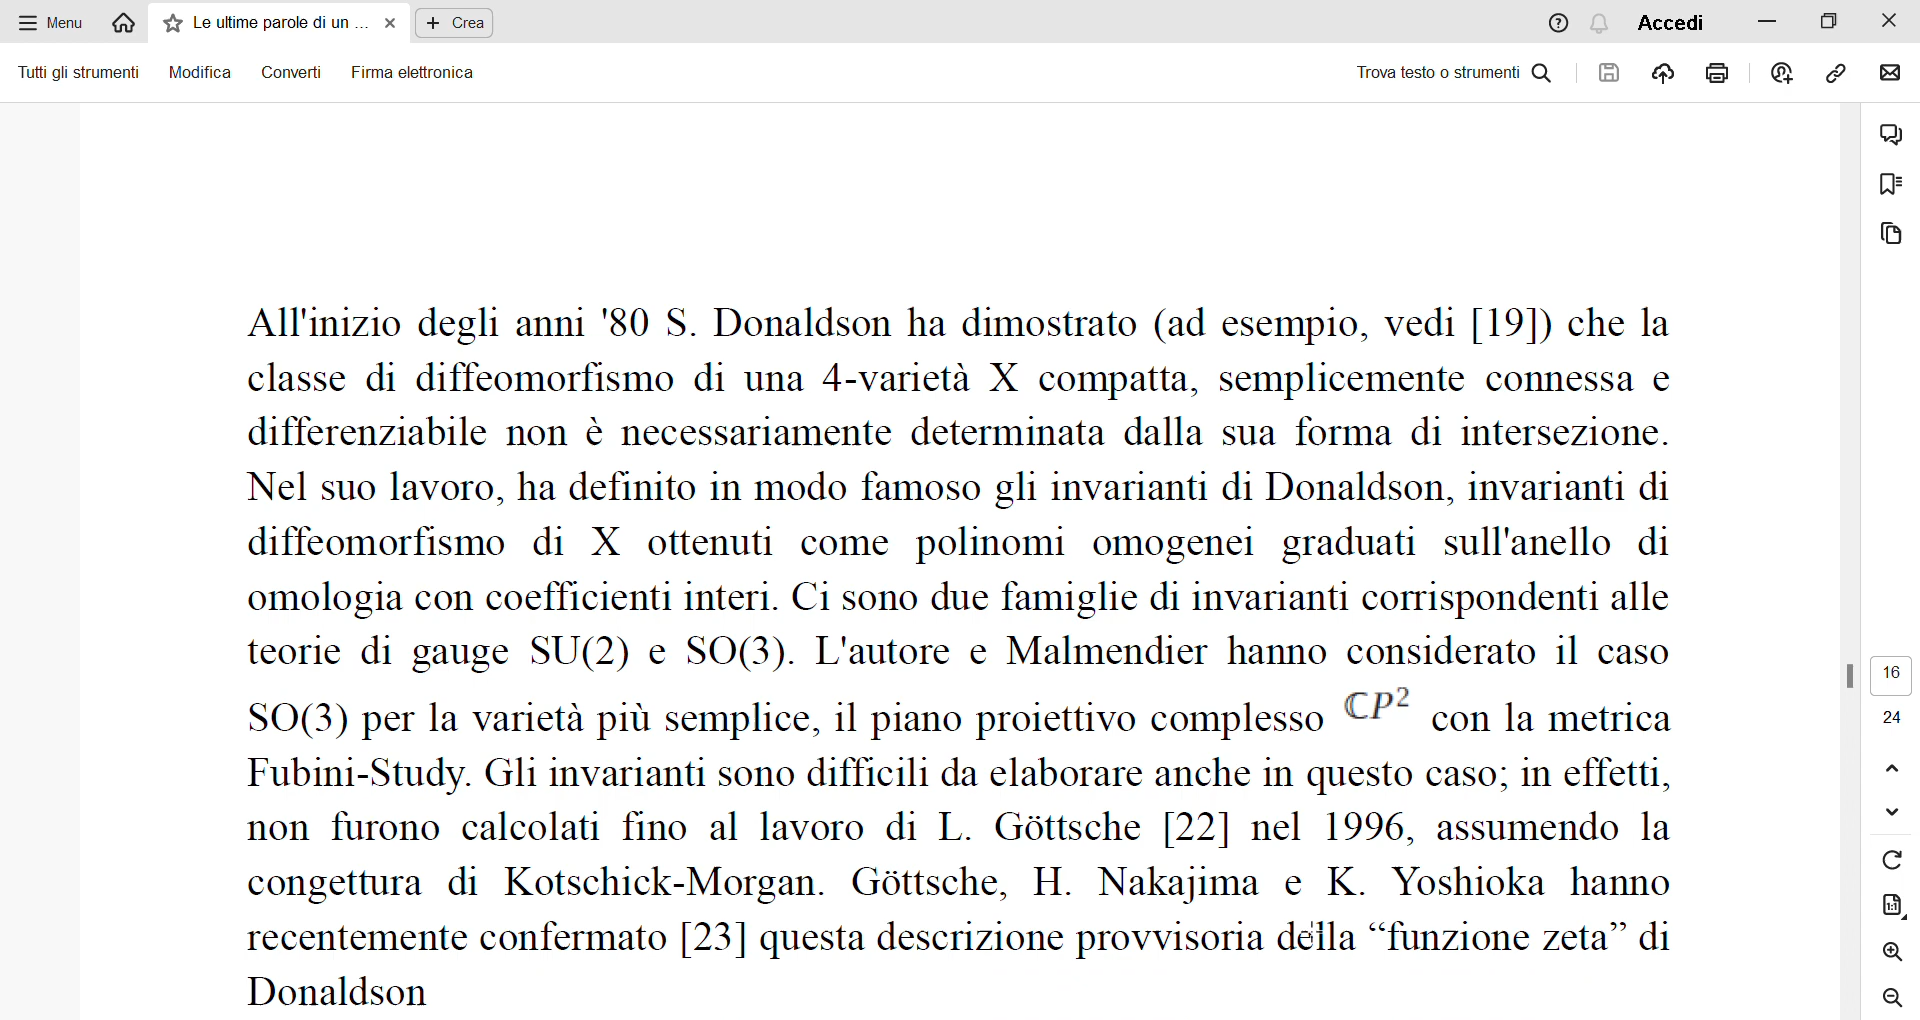 Menu
Le ultime parole di un ...
Crea
Accedi
Tutti gli strumenti Modifica Converti Firma elettronica
Trova testo o strumenti
All'inizio degli anni '80 S. Donaldson ha dimostrato (ad esempio, vedi [19]) che la
classe di diffeomorfismo di una 4-varietà X compatta, semplicemente connessa e
differenziabile non è necessariamente determinata dalla sua forma di intersezione.
Nel suo lavoro, ha definito in modo famoso gli invarianti di Donaldson, invarianti di
diffeomorfismo di X ottenuti come polinomi omogenei graduati sull'anello di
omologia con coefficienti interi. Ci sono due famiglie di invarianti corrispondenti alle
teorie di gauge SU(2) e SO(3). L'autore e Malmendier hanno considerato il caso
SO(3) per la varietà più semplice, il piano proiettivo complesso ℂP² con la metrica
Fubini-Study. Gli invarianti sono difficili da elaborare anche in questo caso; in effetti,
non furono calcolati fino al lavoro di L. Göttsche [22] nel 1996, assumendo la
congettura di Kotschick-Morgan. Göttsche, H. Nakajima e K. Yoshioka hanno
recentemente confermato [23] questa descrizione provvisoria della “funzione zeta” di
Donaldson
16
24
1:1